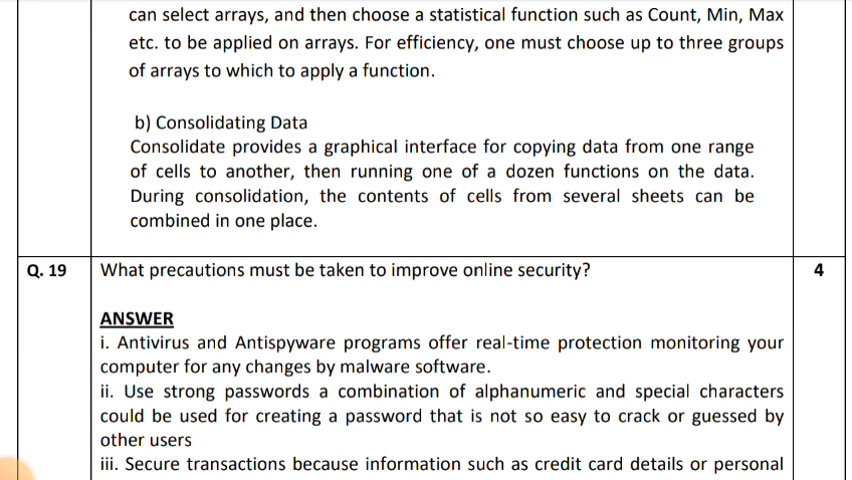 can select arrays, and then choose a statistical function such as Count, Min, Max
etc. to be applied on arrays. For efficiency, one must choose up to three groups
of arrays to which to apply a function.
b) Consolidating Data
Consolidate provides a graphical interface for copying data from one range
of cells to another, then running one of a dozen functions on the data.
During consolidation, the contents of cells from several sheets can be
combined in one place.
Q. 19 What precautions must be taken to improve online security? 4
ANSWER
i. Antivirus and Antispyware programs offer real-time protection monitoring your
computer for any changes by malware software.
ii. Use strong passwords a combination of alphanumeric and special characters
could be used for creating a password that is not so easy to crack or guessed by
other users
iii. Secure transactions because information such as credit card details or personal